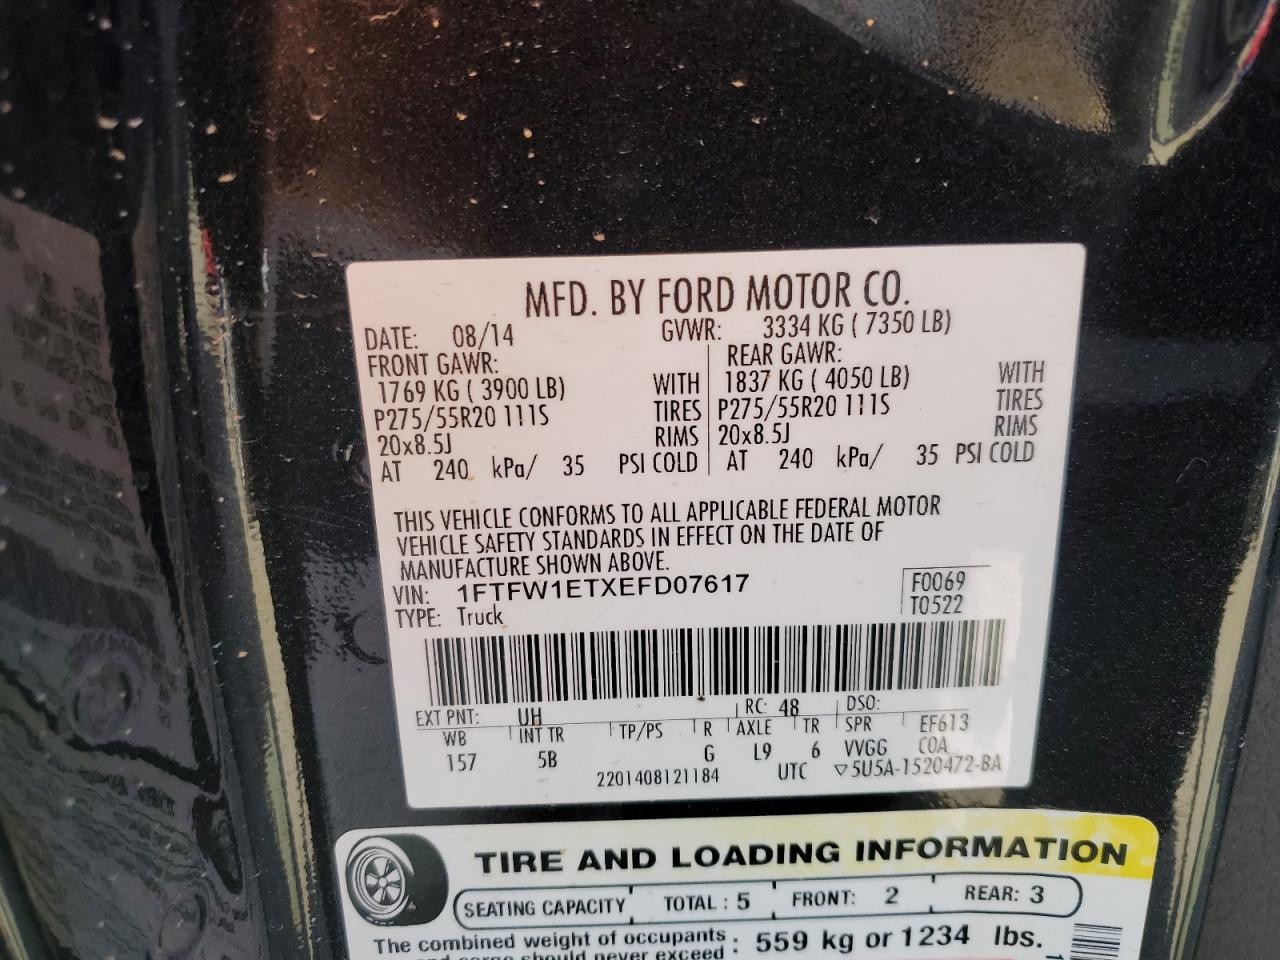 MFD. BY FORD MOTOR CO.
DATE: 08/14 GVWR: 3334 KG ( 7350 LB)
FRONT GAWR: REAR GAWR:
1769 KG ( 3900 LB) WITH 1837 KG ( 4050 LB) WITH
P275/55R20 111S TIRES P275/55R20 111S TIRES
20x8.5J RIMS 20x8.5J RIMS
AT 240 kPa/ 35 PSI COLD AT 240 kPa/ 35 PSI COLD
THIS VEHICLE CONFORMS TO ALL APPLICABLE FEDERAL MOTOR
VEHICLE SAFETY STANDARDS IN EFFECT ON THE DATE OF
MANUFACTURE SHOWN ABOVE.
VIN: 1FTFW1ETXEFD07617 F0069
TYPE: Truck T0522
EXT PNT: UH RC: 48 DSO:
WB INT TR TP/PS R AXLE TR SPR EF613
157 5B G L9 6 VVGG COA
2201408121184 UTC ▽5U5A-1520472-BA
TIRE AND LOADING INFORMATION
SEATING CAPACITY TOTAL : 5 FRONT: 2 REAR: 3
The combined weight of occupants : 559 kg or 1234 lbs.
and cargo should never exceed